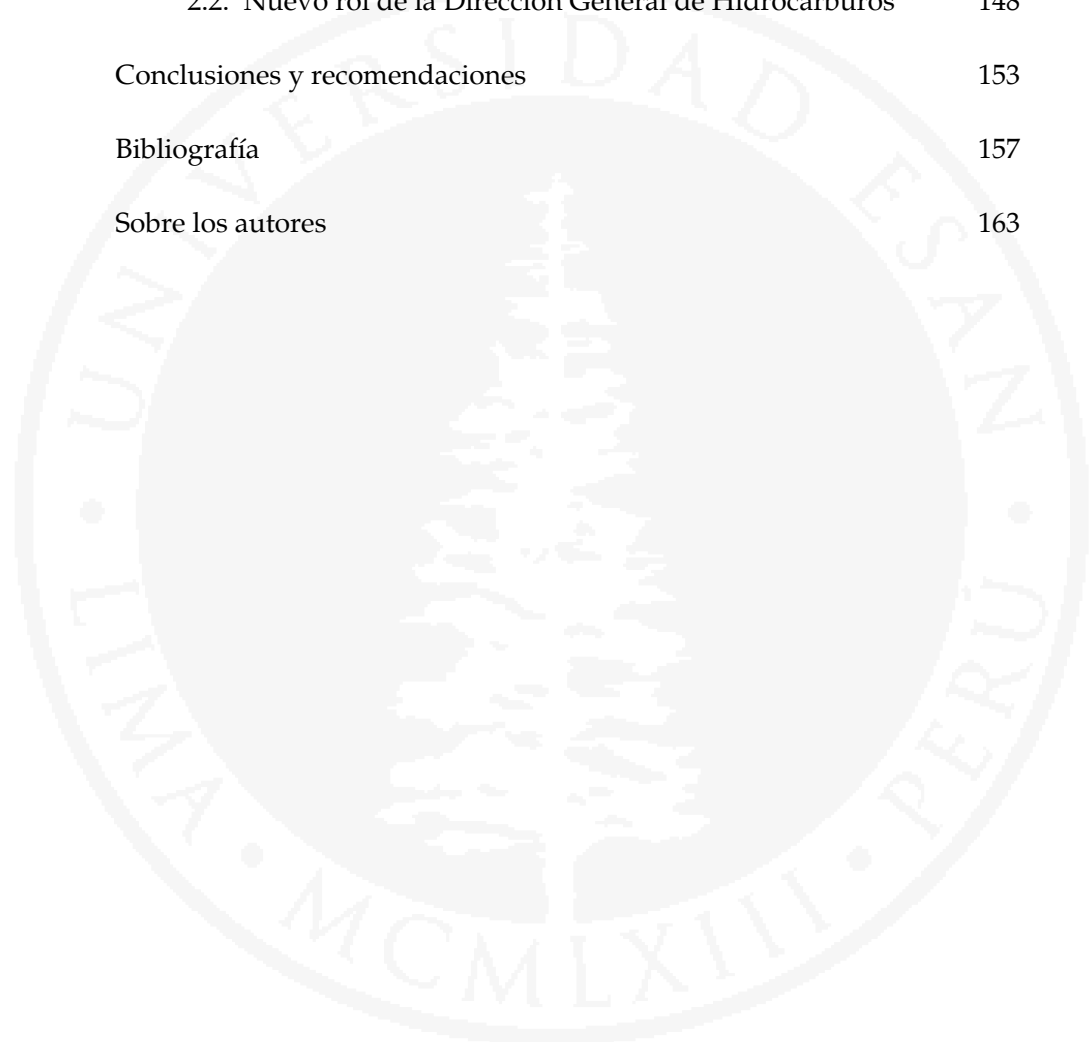 2.2. Nuevo rol de la Dirección General de Hidrocarburos 148
Conclusiones y recomendaciones 153
Bibliografía 157
Sobre los autores 163
UNIVERSIDAD ESAN
• LIMA • MCMLXIII • PERÚ •